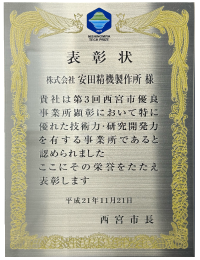 NISHINOMIYA
TECH PRIDE
表彰状
株式会社 安田精機製作所 様
貴社は第3回西宮市優良
事業所顕彰において特に
優れた技術力・研究開発力
を有する事業所であると
認められました
ここにその栄誉をたたえ
表彰します
平成21年11月21日
西宮市長